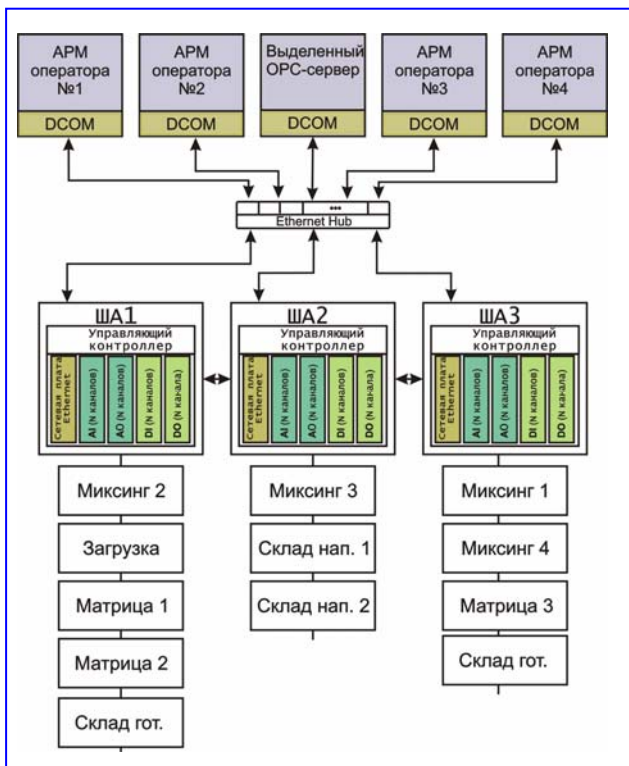 АРМ
оператора
№1
DCOM
АРМ
оператора
№2
DCOM
Выделенный
ОРС-сервер
DCOM
АРМ
оператора
№3
DCOM
АРМ
оператора
№4
DCOM
•••
Ethernet Hub
ША1
Управляющий
контроллер
Сетевая плата
Ethernet
AI (N каналов)
AO (N каналов)
DI (N каналов)
DO (N канала)
ША2
Управляющий
контроллер
Сетевая плата
Ethernet
AI (N каналов)
AO (N каналов)
DI (N каналов)
DO (N канала)
ША3
Управляющий
контроллер
Сетевая плата
Ethernet
AI (N каналов)
AO (N каналов)
DI (N каналов)
DO (N канала)
Миксинг 2
Загрузка
Матрица 1
Матрица 2
Склад гот.
Миксинг 3
Склад нап. 1
Склад нап. 2
Миксинг 1
Миксинг 4
Матрица 3
Склад гот.